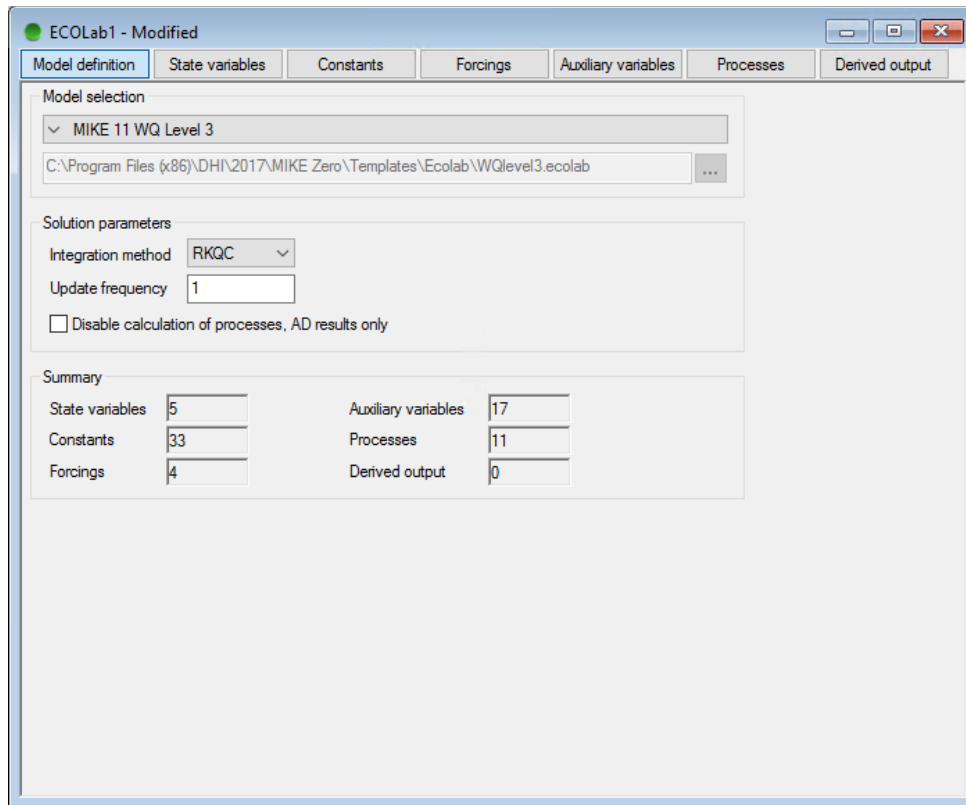 ECOLab1 - Modified
Model definition State variables Constants Forcings Auxiliary variables Processes Derived output
Model selection
MIKE 11 WQ Level 3
C:\Program Files (x86)\DHI\2017\MIKE Zero\Templates\Ecolab\WQlevel3.ecolab ...
Solution parameters
Integration method RKQC
Update frequency 1
Disable calculation of processes, AD results only
Summary
State variables 5 Auxiliary variables 17
Constants 33 Processes 11
Forcings 4 Derived output 0